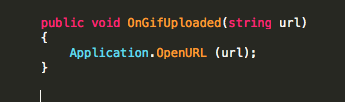 public void OnGifUploaded(string url)
{
    Application.OpenURL (url);
}